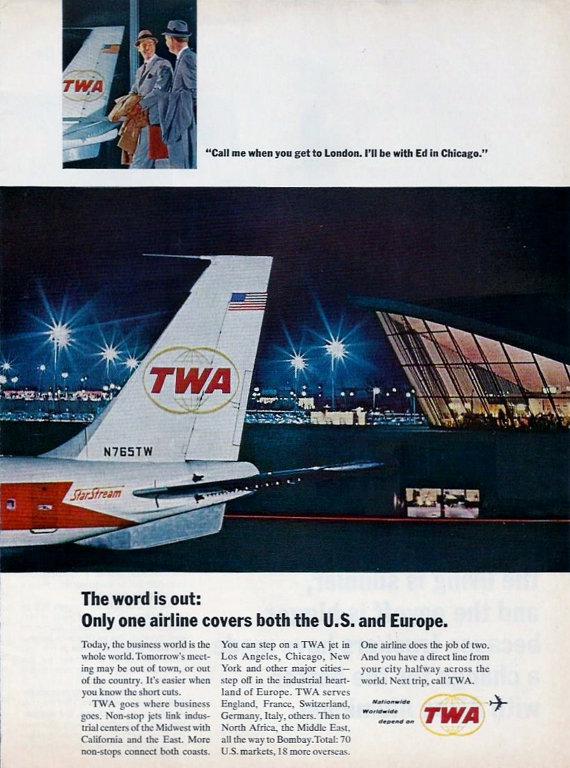 TWA
"Call me when you get to London. I'll be with Ed in Chicago."
TWA
N765TW
StarStream
The word is out:
Only one airline covers both the U.S. and Europe.
Today, the business world is the
whole world. Tomorrow's meet-
ing may be out of town, or out
of the country. It's easier when
you know the short cuts.
TWA goes where business
goes. Non-stop jets link indus-
trial centers of the Midwest with
California and the East. More
non-stops connect both coasts.
You can step on a TWA jet in
Los Angeles, Chicago, New
York and other major cities—
step off in the industrial heart-
land of Europe. TWA serves
England, France, Switzerland,
Germany, Italy, others. Then to
North Africa, the Middle East,
all the way to Bombay. Total: 70
U.S. markets, 18 more overseas.
One airline does the job of two.
And you have a direct line from
your city halfway across the
world. Next trip, call TWA.
Nationwide
Worldwide
depend on
TWA